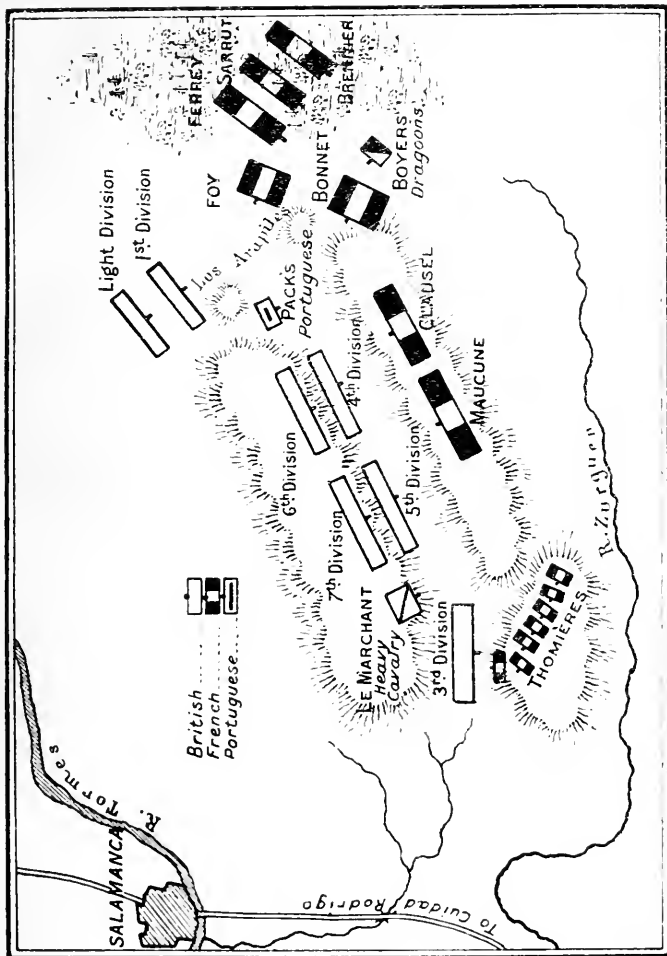 SALAMANCA
R. Tormes
To Cuidad Rodrigo
British
French
Portuguese
LE MARCHANT
Heavy
Cavalry
3rd Division
THOMIÈRES
7th Division
5th Division
6th Division
4th Division
MAUCUNE
CLAUSEL
R. Zurguen
PACKS
Portuguese
Los Arapiles
Light Division
1st Division
FOY
BONNET
BOYERS
Dragoons
FERREY
SARRUT
BRENNIER